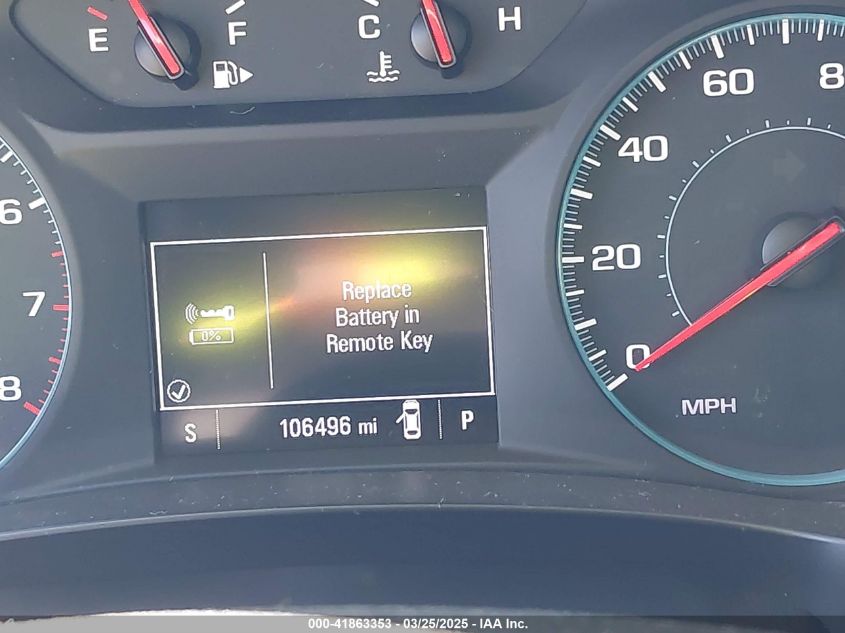 E
F
C
H
6
7
8
0
20
40
60
8
MPH
0%
Replace
Battery in
Remote Key
S
106496 mi
P
000-41863353 - 03/25/2025 - IAA Inc.